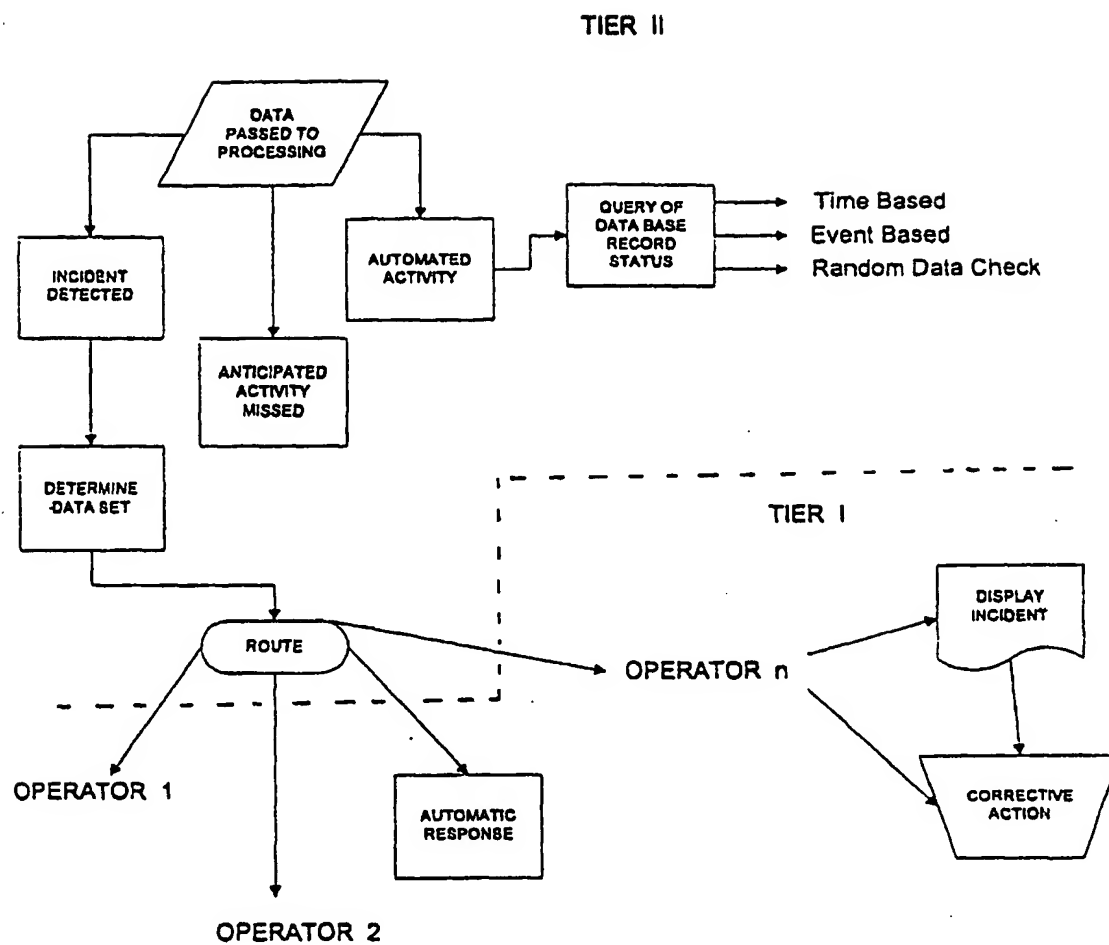 TIER II
DATA
PASSED TO
PROCESSING
INCIDENT
DETECTED
ANTICIPATED
ACTIVITY
MISSED
AUTOMATED
ACTIVITY
QUERY OF
DATA BASE
RECORD
STATUS
Time Based
Event Based
Random Data Check
DETERMINE
DATA SET
TIER I
ROUTE
OPERATOR n
DISPLAY
INCIDENT
CORRECTIVE
ACTION
OPERATOR 1
AUTOMATIC
RESPONSE
OPERATOR 2